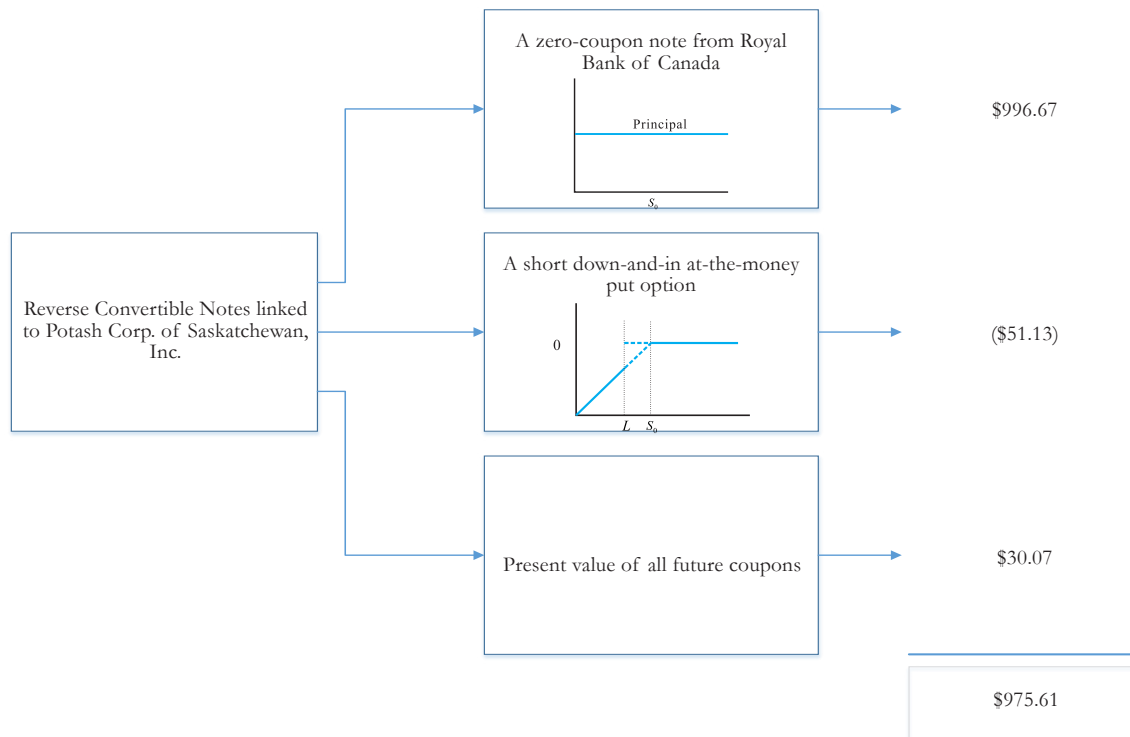 A zero-coupon note from Royal
Bank of Canada
Principal
S₀
$996.67
Reverse Convertible Notes linked
to Potash Corp. of Saskatchewan,
Inc.
A short down-and-in at-the-money
put option
0
L S₀
($51.13)
Present value of all future coupons
$30.07
$975.61